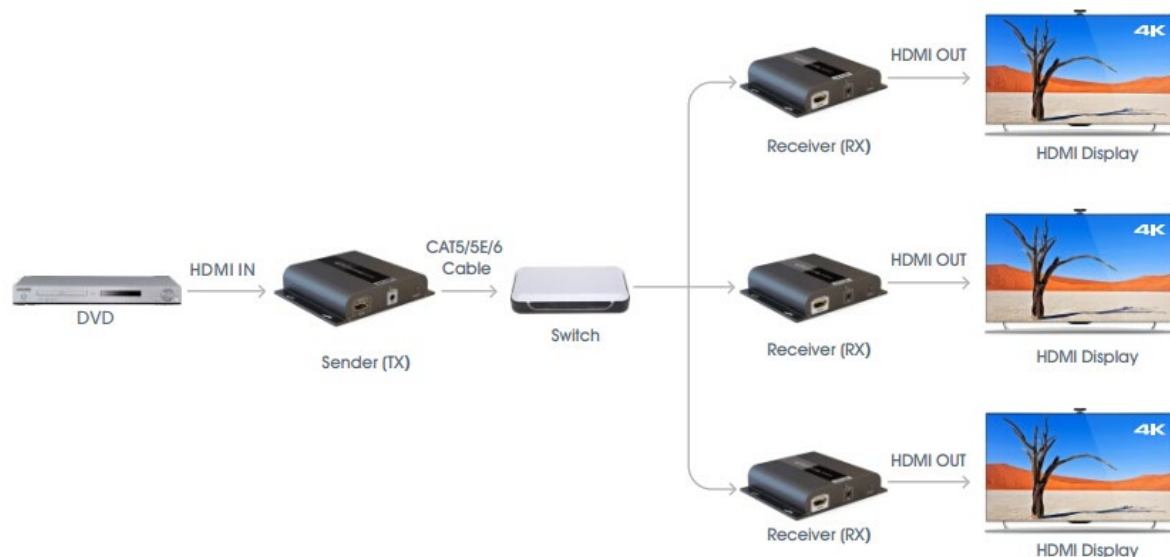 HDMI OUT
4K
Receiver (RX)
HDMI Display
CAT5/5E/6
Cable
HDMI IN
HDMI OUT
4K
DVD
Switch
Sender (TX)
Receiver (RX)
HDMI Display
HDMI OUT
4K
Receiver (RX)
HDMI Display